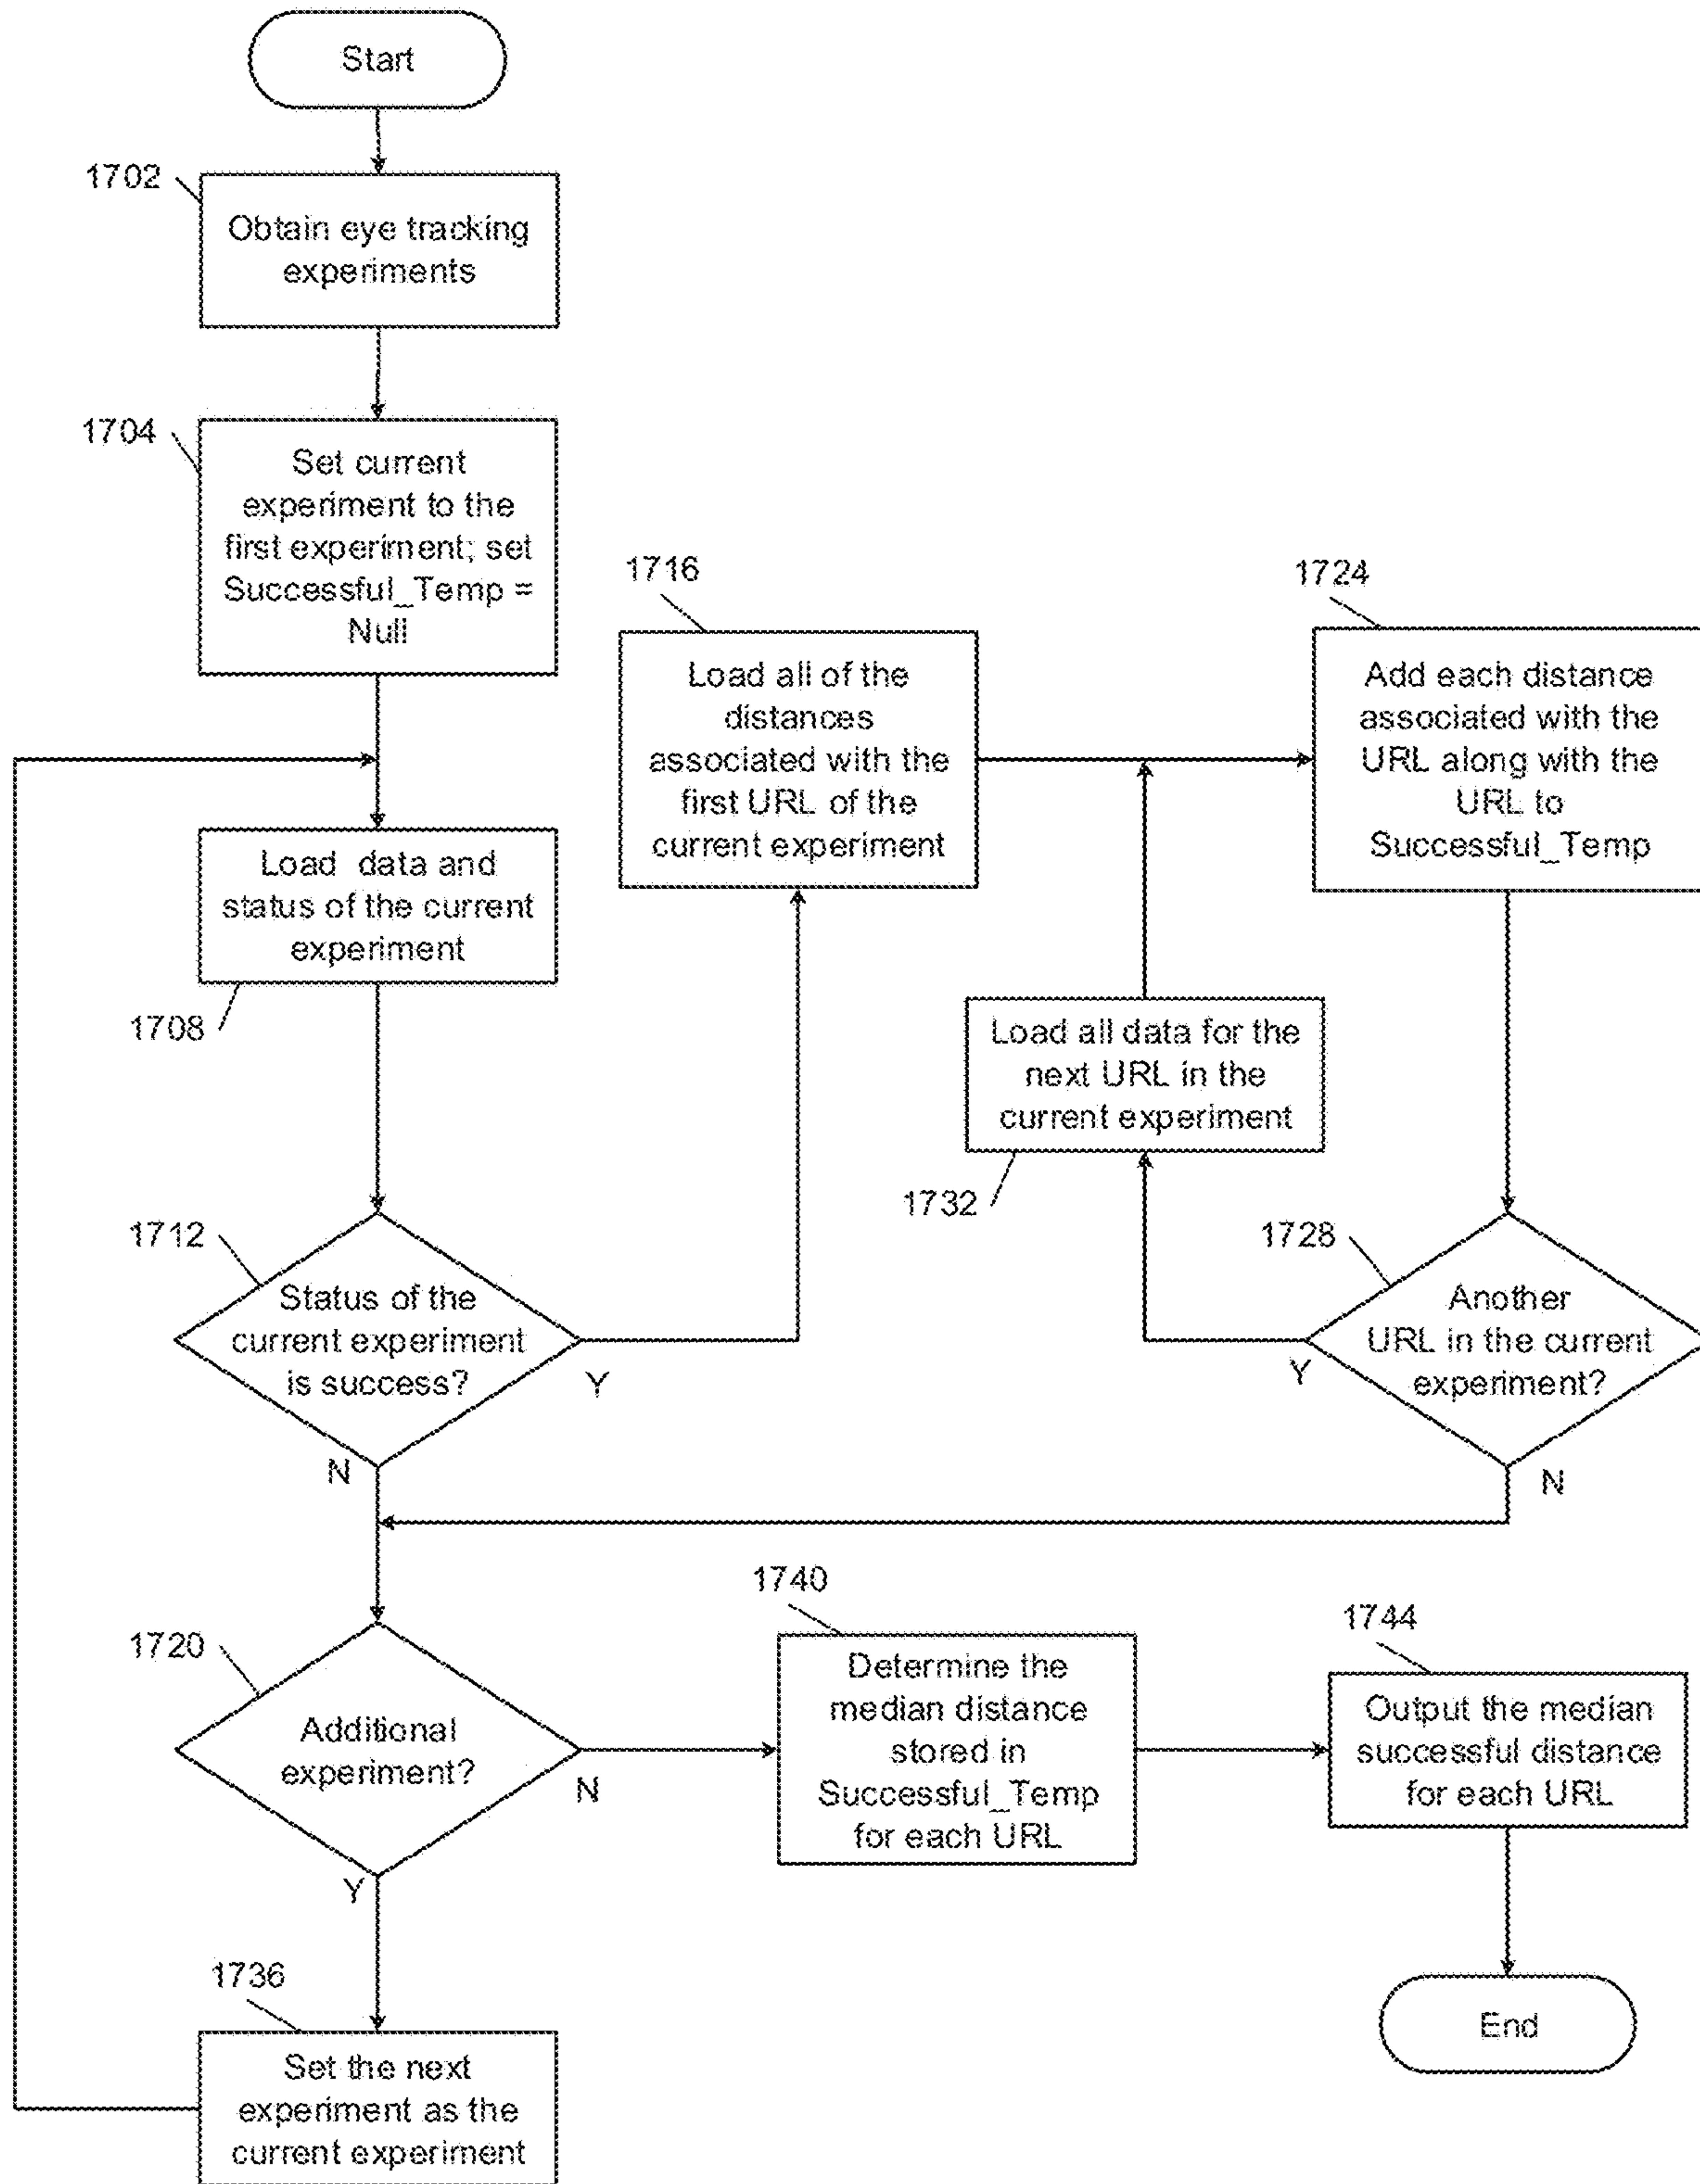 Start
1702
Obtain eye tracking
experiments
1704
Set current
experiment to the
first experiment; set
Successful_Temp =
Null
1716
Load all of the
distances
associated with the
first URL of the
current experiment
1724
Add each distance
associated with the
URL along with the
URL to
Successful_Temp
Load data and
status of the current
experiment
1708
Load all data for the
next URL in the
current experiment
1732
1712
Status of the
current experiment
is success?
Y
N
1728
Another
URL in the current
experiment?
Y
N
1720
Additional
experiment?
N
Y
1740
Determine the
median distance
stored in
Successful_Temp
for each URL
1744
Output the median
successful distance
for each URL
1736
Set the next
experiment as the
current experiment
End